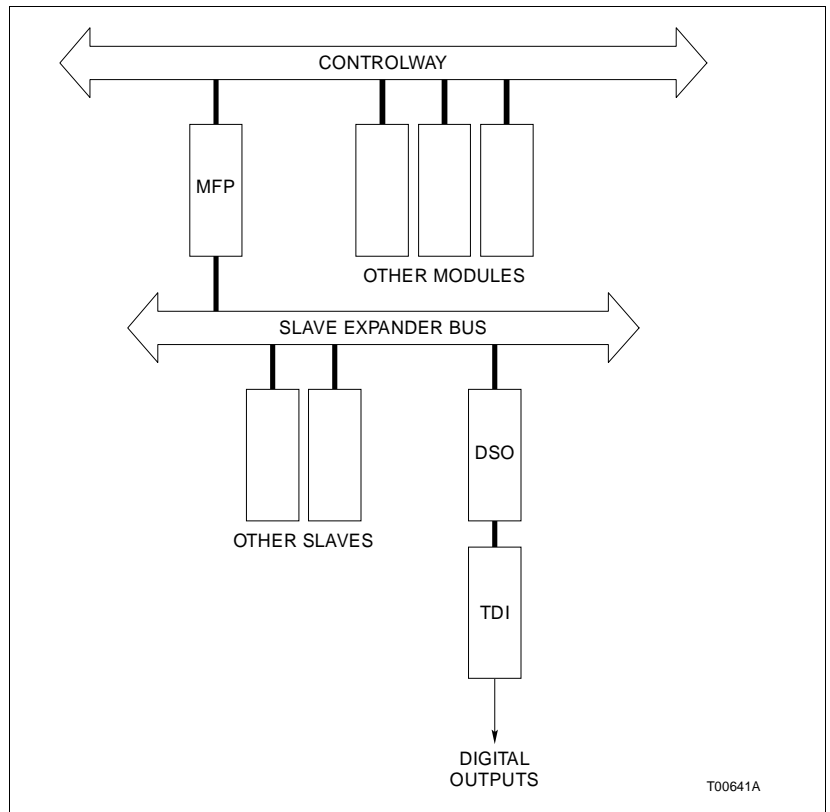 CONTROLWAY
MFP
OTHER MODULES
SLAVE EXPANDER BUS
DSO
OTHER SLAVES
TDI
DIGITAL
OUTPUTS
T00641A